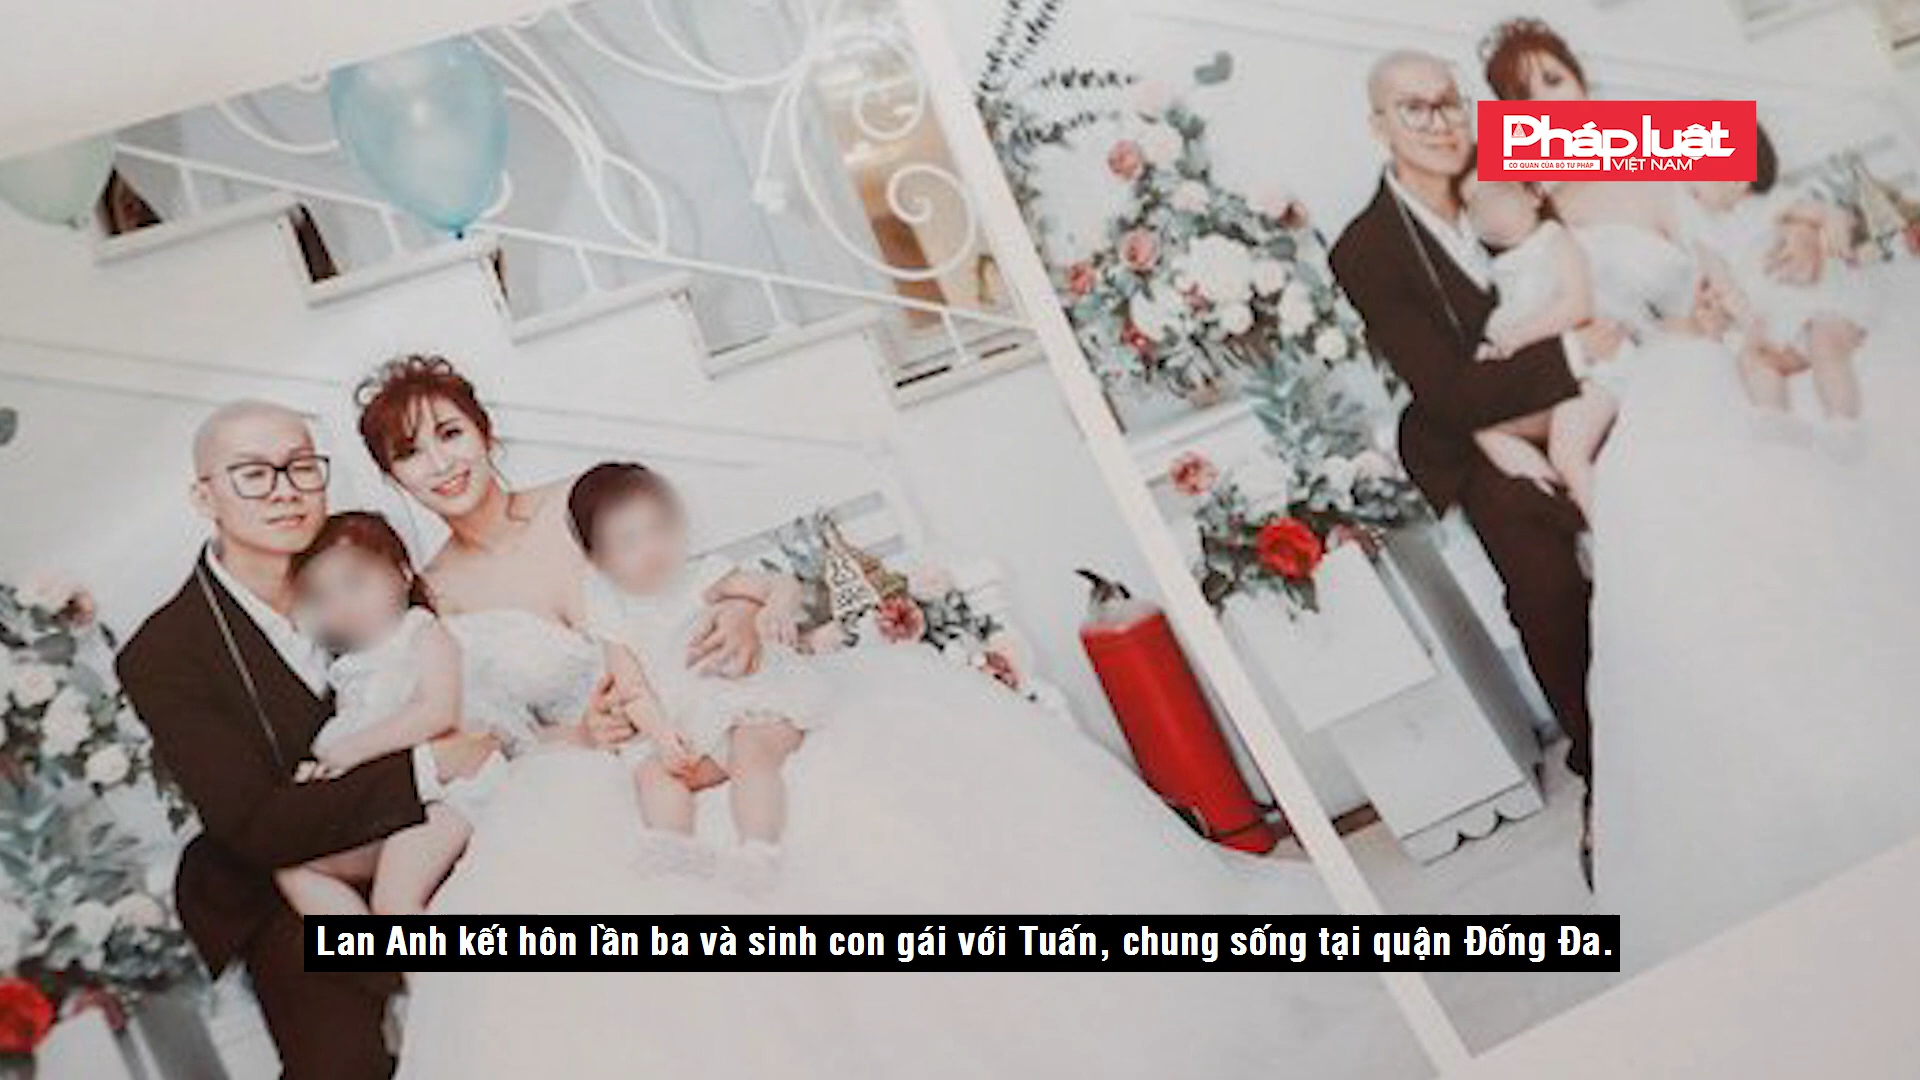 Pháp luật
CƠ QUAN CỦA BỘ TƯ PHÁP
VIỆT NAM
Lan Anh kết hôn lần ba và sinh con gái với Tuấn, chung sống tại quận Đống Đa.